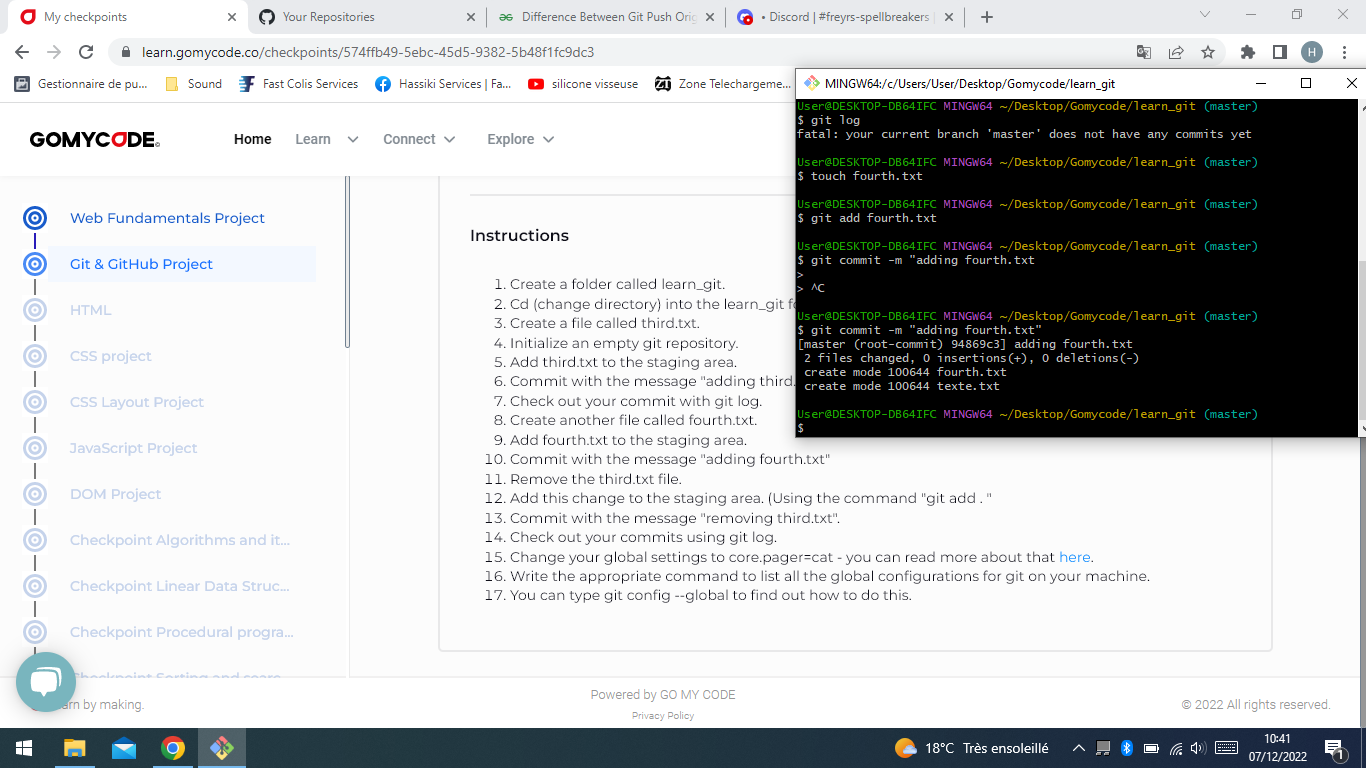 My checkpoints
Your Repositories
Difference Between Git Push Orig
• Discord | #freyrs-spellbreakers
learn.gomycode.co/checkpoints/574ffb49-5ebc-45d5-9382-5b48f1fc9dc3
H
Gestionnaire de pu...
Sound
Fast Colis Services
Hassiki Services | Fa...
silicone visseuse
Zone Telechargeme...
GOMYCODE
Home
Learn
Connect
Explore
Web Fundamentals Project
Git & GitHub Project
HTML
CSS project
CSS Layout Project
JavaScript Project
DOM Project
Checkpoint Algorithms and it...
Checkpoint Linear Data Struc...
Checkpoint Procedural progra...
Instructions
1. Create a folder called learn_git.
2. Cd (change directory) into the learn_git fo
3. Create a file called third.txt.
4. Initialize an empty git repository.
5. Add third.txt to the staging area.
6. Commit with the message "adding third.
7. Check out your commit with git log.
8. Create another file called fourth.txt.
9. Add fourth.txt to the staging area.
10. Commit with the message "adding fourth.txt"
11. Remove the third.txt file.
12. Add this change to the staging area. (Using the command "git add . "
13. Commit with the message "removing third.txt".
14. Check out your commits using git log.
15. Change your global settings to core.pager=cat - you can read more about that here.
16. Write the appropriate command to list all the global configurations for git on your machine.
17. You can type git config --global to find out how to do this.
MINGW64:/c/Users/User/Desktop/Gomycode/learn_git
User@DESKTOP-DB64IFC MINGW64 ~/Desktop/Gomycode/learn_git (master)
$ git log
fatal: your current branch 'master' does not have any commits yet
User@DESKTOP-DB64IFC MINGW64 ~/Desktop/Gomycode/learn_git (master)
$ touch fourth.txt
User@DESKTOP-DB64IFC MINGW64 ~/Desktop/Gomycode/learn_git (master)
$ git add fourth.txt
User@DESKTOP-DB64IFC MINGW64 ~/Desktop/Gomycode/learn_git (master)
$ git commit -m "adding fourth.txt
>
> ^C
User@DESKTOP-DB64IFC MINGW64 ~/Desktop/Gomycode/learn_git (master)
$ git commit -m "adding fourth.txt"
[master (root-commit) 94869c3] adding fourth.txt
2 files changed, 0 insertions(+), 0 deletions(-)
create mode 100644 fourth.txt
create mode 100644 texte.txt
User@DESKTOP-DB64IFC MINGW64 ~/Desktop/Gomycode/learn_git (master)
$
by making.
Powered by GO MY CODE
Privacy Policy
© 2022 All rights reserved.
18°C Très ensoleillé
10:41
07/12/2022
1